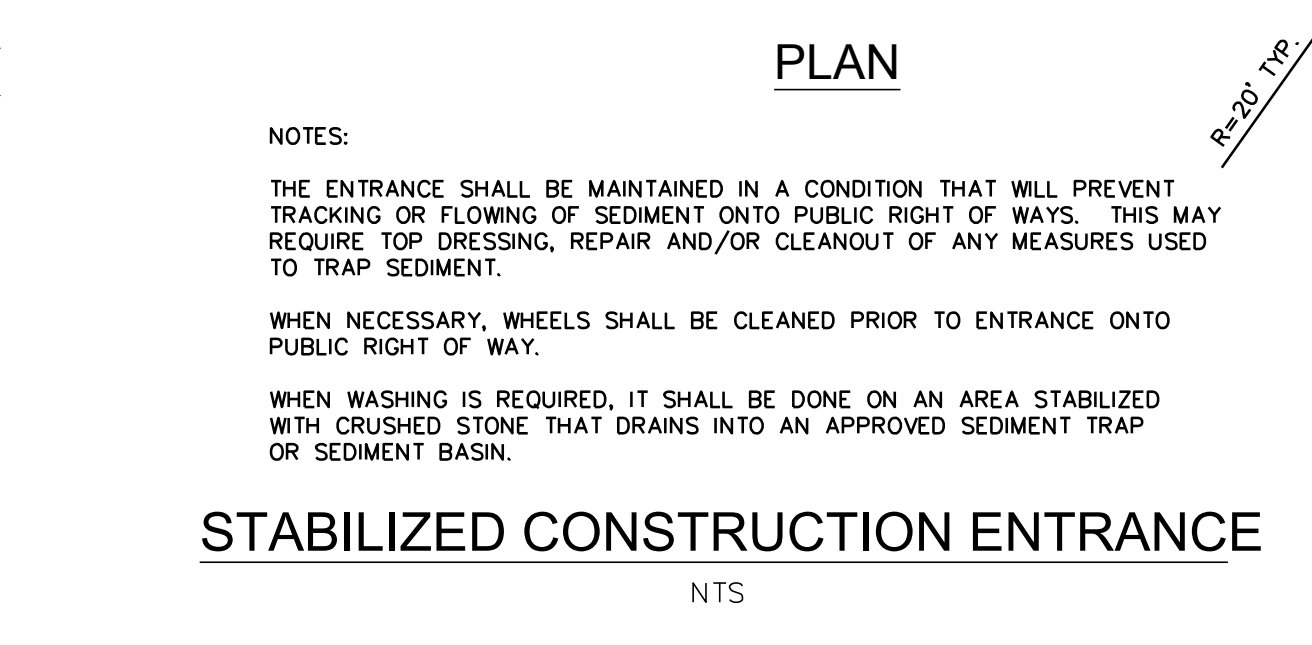 PLAN
R=20' TYP.
NOTES:
THE ENTRANCE SHALL BE MAINTAINED IN A CONDITION THAT WILL PREVENT
TRACKING OR FLOWING OF SEDIMENT ONTO PUBLIC RIGHT OF WAYS. THIS MAY
REQUIRE TOP DRESSING, REPAIR AND/OR CLEANOUT OF ANY MEASURES USED
TO TRAP SEDIMENT.
WHEN NECESSARY, WHEELS SHALL BE CLEANED PRIOR TO ENTRANCE ONTO
PUBLIC RIGHT OF WAY.
WHEN WASHING IS REQUIRED, IT SHALL BE DONE ON AN AREA STABILIZED
WITH CRUSHED STONE THAT DRAINS INTO AN APPROVED SEDIMENT TRAP
OR SEDIMENT BASIN.
STABILIZED CONSTRUCTION ENTRANCE
NTS